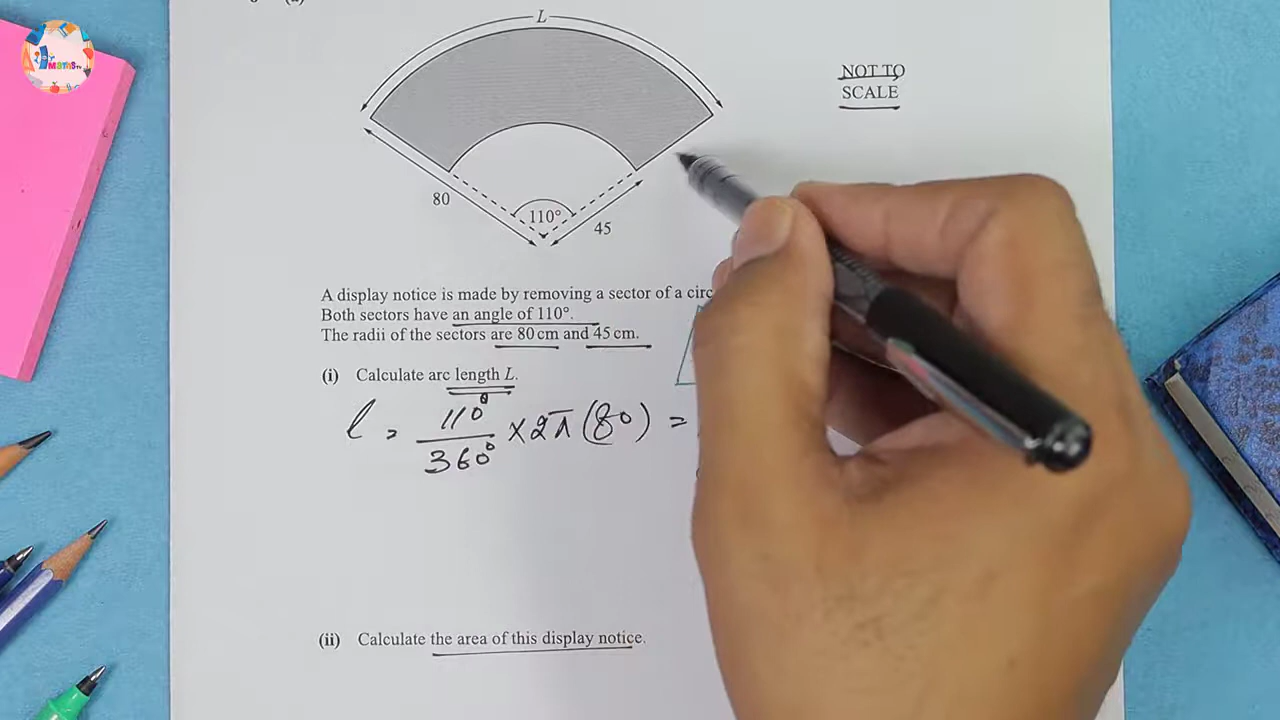 MATHS
L
NOT TO
SCALE
80
110°
45
A display notice is made by removing a sector of a
Both sectors have an angle of 110°.
The radii of the sectors are 80 cm and 45 cm.
(i) Calculate arc length L.
l = 110°/360° × 2π (80) =
(ii) Calculate the area of this display notice.